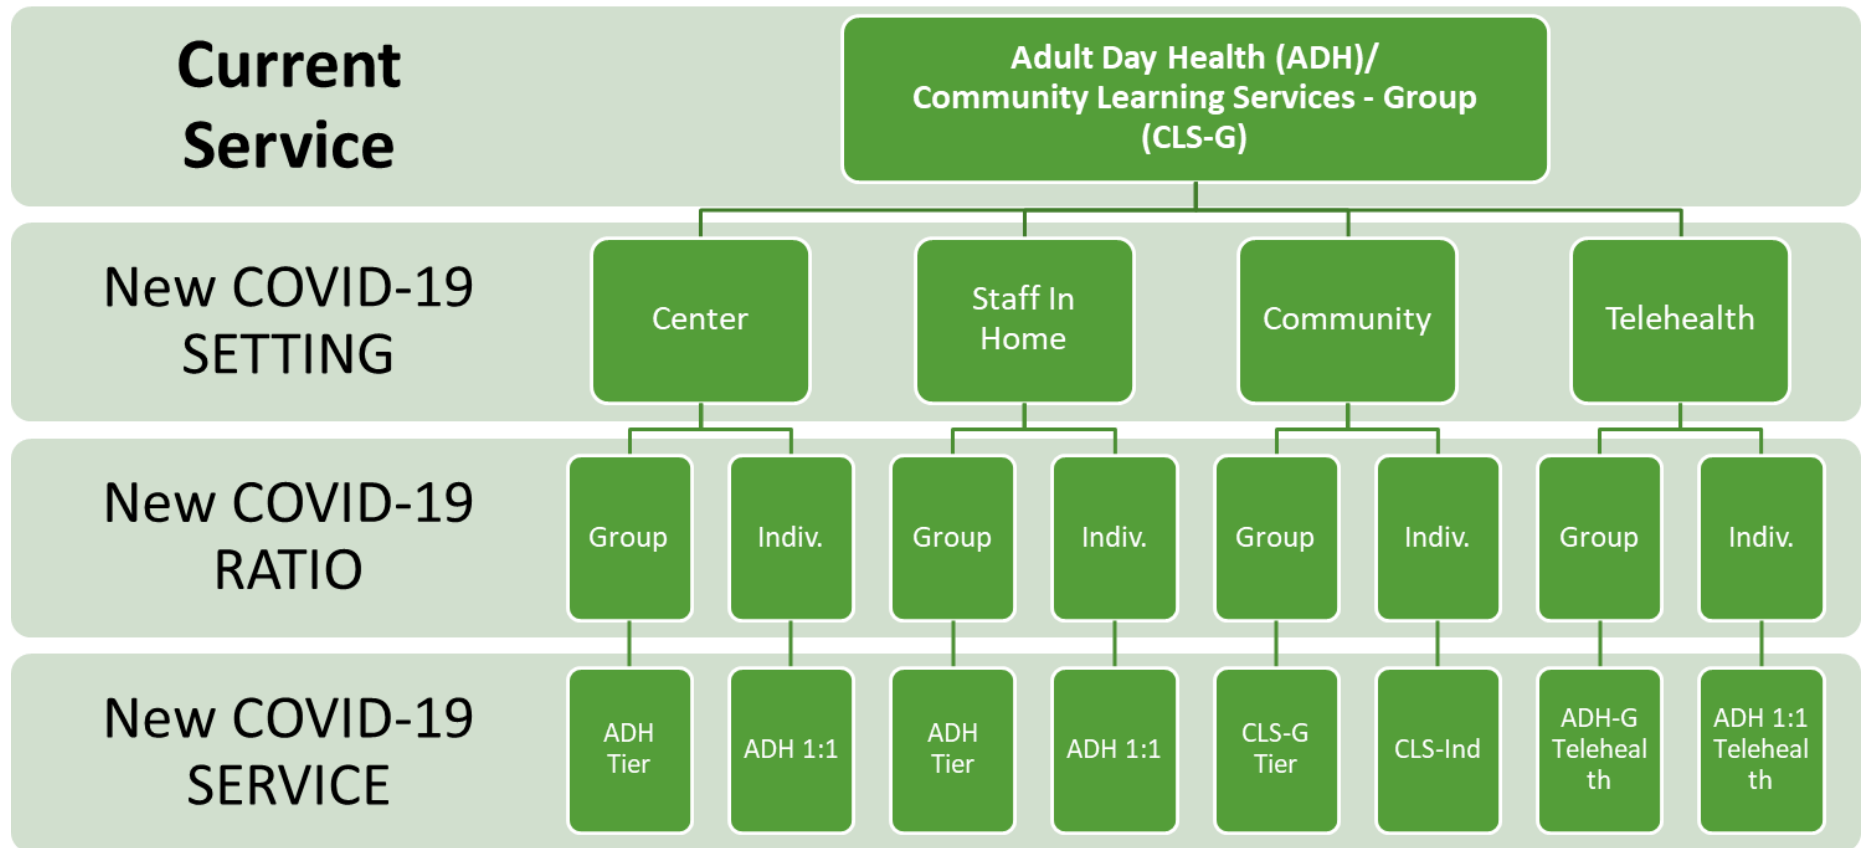 Current
Service
Adult Day Health (ADH)/
Community Learning Services - Group
(CLS-G)
New COVID-19
SETTING
Center
Staff In
Home
Community
Telehealth
New COVID-19
RATIO
Group
Indiv.
Group
Indiv.
Group
Indiv.
Group
Indiv.
New COVID-19
SERVICE
ADH
Tier
ADH 1:1
ADH
Tier
ADH 1:1
CLS-G
Tier
CLS-Ind
ADH-G
Teleheal
th
ADH 1:1
Teleheal
th